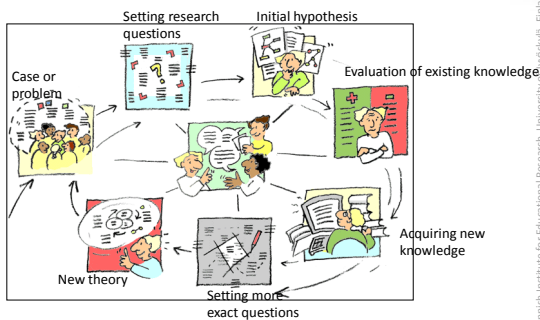 Setting research
questions
Initial hypothesis
Case or
problem
Evaluation of existing knowledge
Acquiring new
knowledge
New theory
Setting more
exact questions